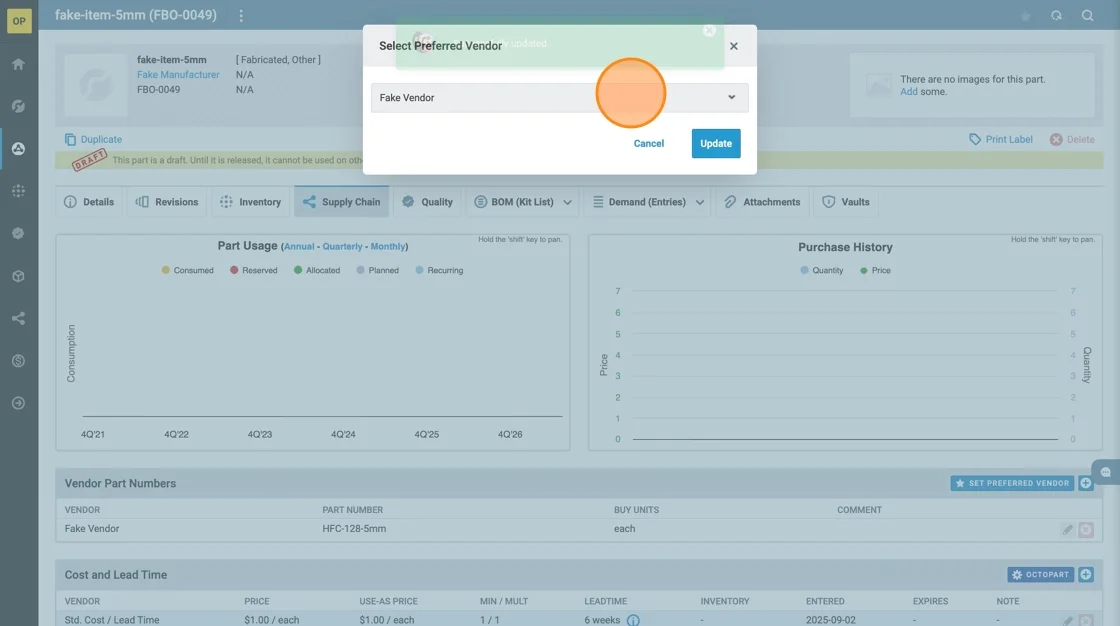 OP
fake-item-5mm (FBO-0049)
Select Preferred Vendor
updated
fake-item-5mm [ Fabricated, Other ]
Fake Manufacturer N/A
FBO-0049 N/A
There are no images for this part.
Add some.
Fake Vendor
Cancel
Update
Duplicate
Print Label
Delete
DRAFT
This part is a draft. Until it is released, it cannot be used on
Details
Revisions
Inventory
Supply Chain
Quality
BOM (Kit List)
Demand (Entries)
Attachments
Vaults
Part Usage (Annual - Quarterly - Monthly)
Hold the 'shift' key to pan.
Consumed Reserved Allocated Planned Recurring
Consumption
4Q'21 4Q'22 4Q'23 4Q'24 4Q'25 4Q'26
Purchase History
Hold the 'shift' key to pan.
Quantity Price
7 7
6 6
5 5
4 4
3 3
2 2
1 1
0 0
Price
Quantity
Vendor Part Numbers
SET PREFERRED VENDOR
VENDOR PART NUMBER BUY UNITS COMMENT
Fake Vendor HFC-128-5mm each
Cost and Lead Time
OCTOPART
VENDOR PRICE USE-AS PRICE MIN / MULT LEADTIME INVENTORY ENTERED EXPIRES NOTE
Std. Cost / Lead Time $1.00 / each $1.00 / each 1 / 1 6 weeks - 2025-09-02 - -